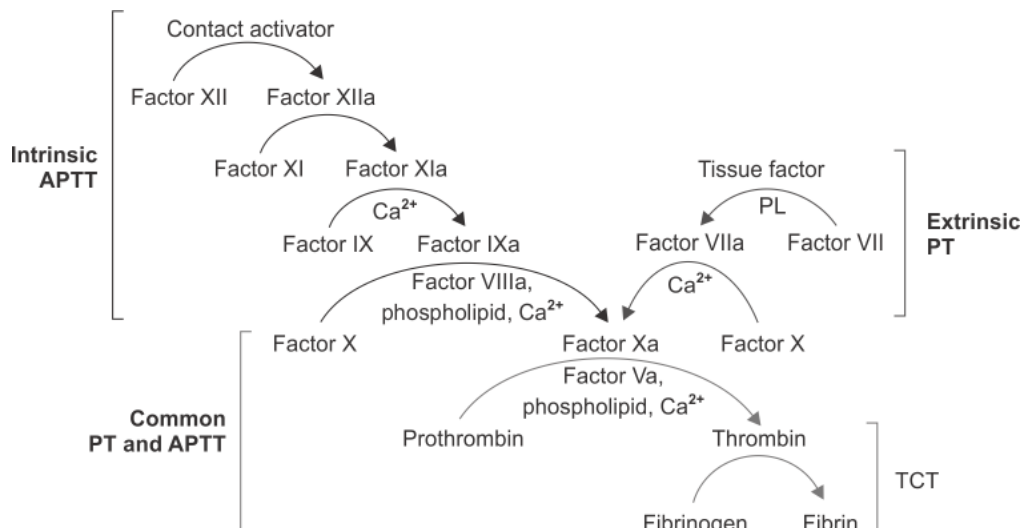 Contact activator
Factor XII Factor XIIa
Intrinsic
APTT
Factor XI Factor XIa
Tissue factor
Ca²⁺
PL
Extrinsic
PT
Factor IX Factor IXa
Factor VIIa Factor VII
Factor VIIIa,
phospholipid, Ca²⁺
Ca²⁺
Factor X Factor Xa Factor X
Factor Va,
phospholipid, Ca²⁺
Common
PT and APTT
Prothrombin Thrombin
TCT
Fibrinogen Fibrin